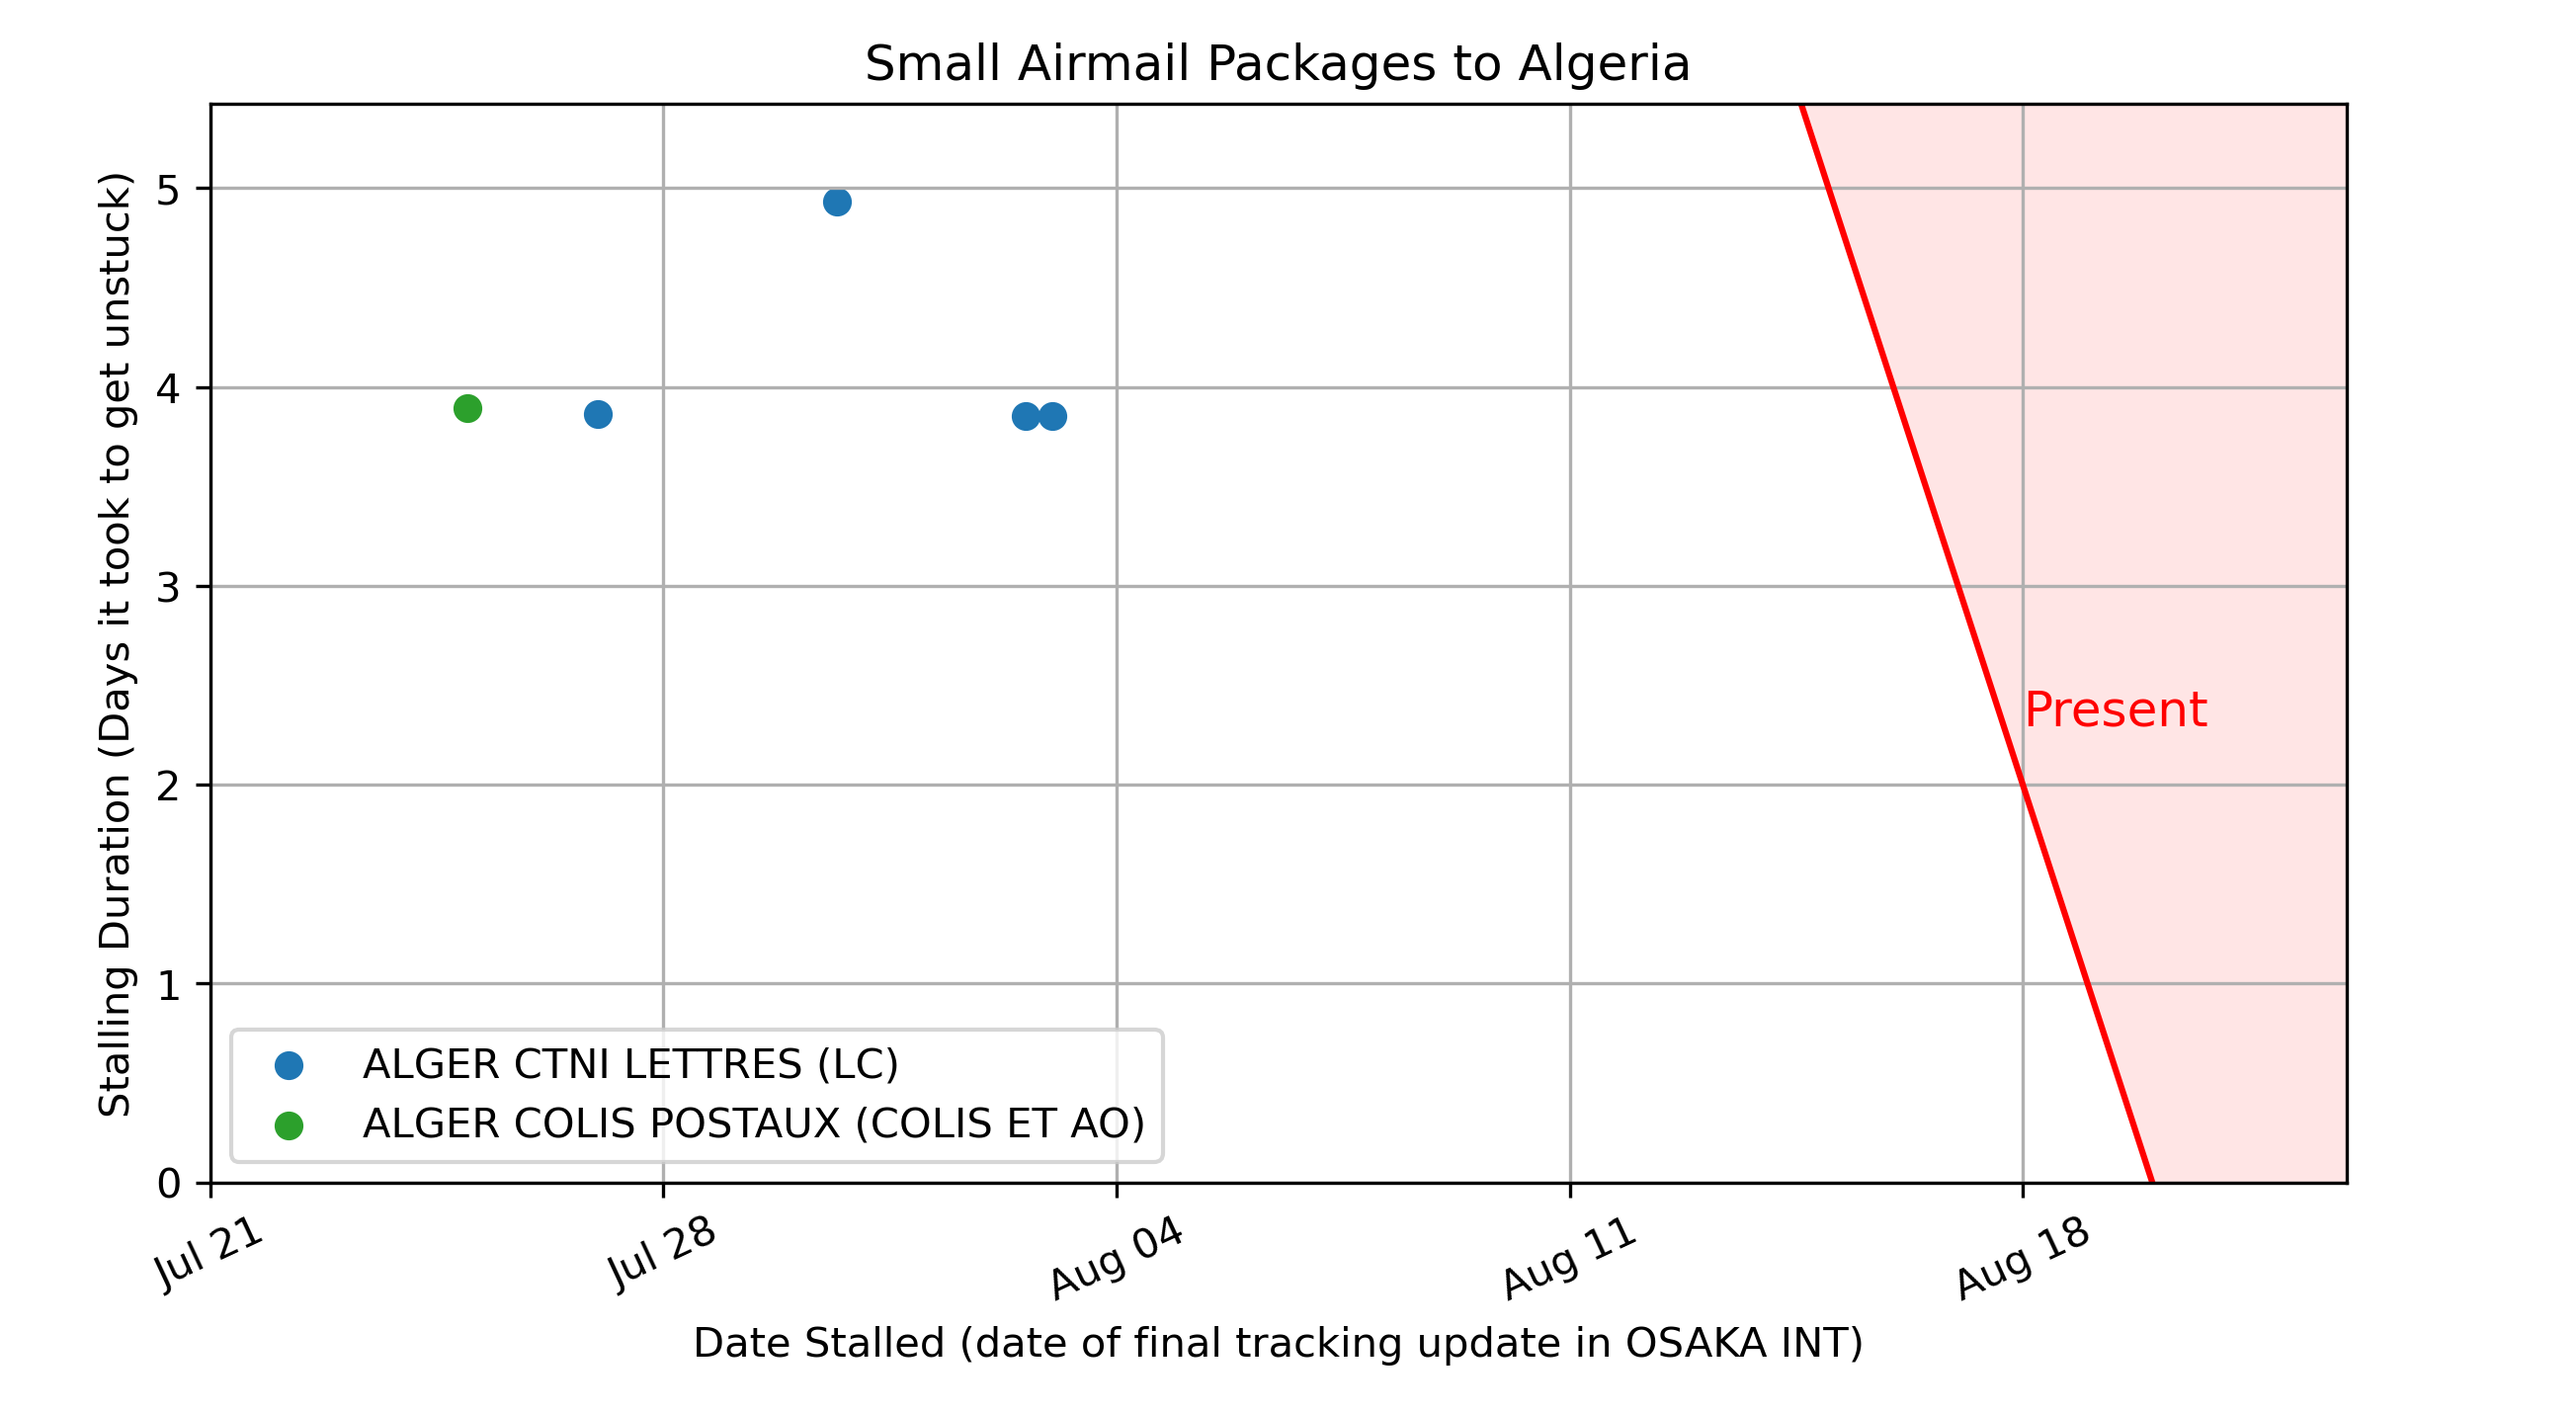 Small Airmail Packages to Algeria
Stalling Duration (Days it took to get unstuck)
5
4
3
2
1
0
Present
ALGER CTNI LETTRES (LC)
ALGER COLIS POSTAUX (COLIS ET AO)
Jul 21
Jul 28
Aug 04
Aug 11
Aug 18
Date Stalled (date of final tracking update in OSAKA INT)